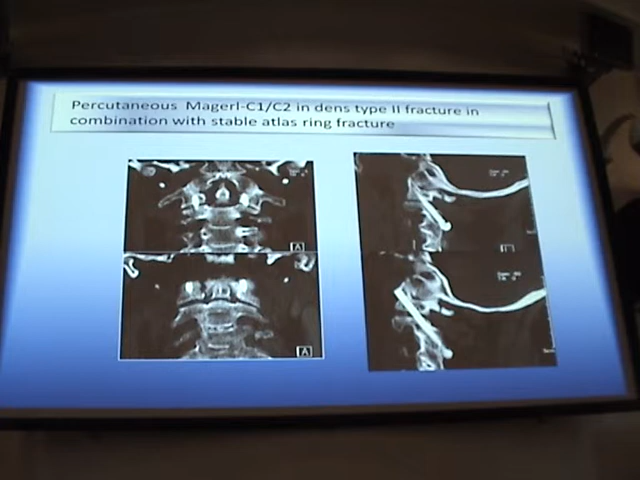 Percutaneous Magerl-C1/C2 in dens type II fracture in
combination with stable atlas ring fracture
A
A